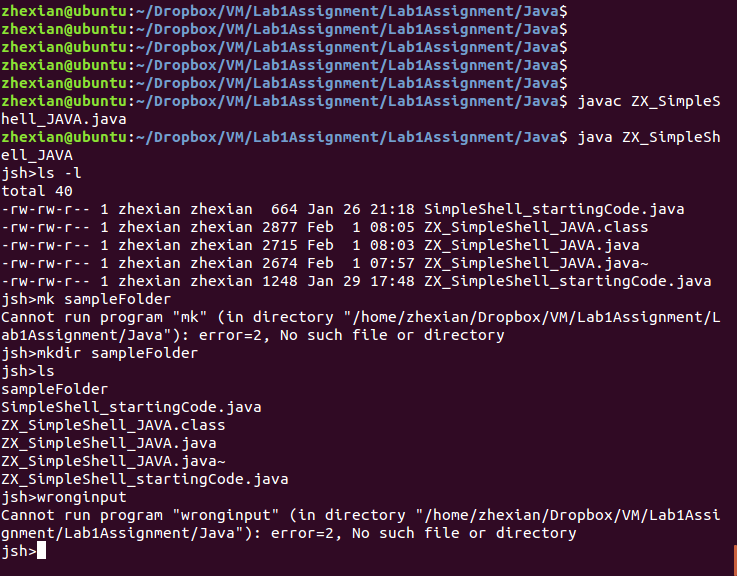 zhexian@ubuntu:~/Dropbox/VM/Lab1Assignment/Lab1Assignment/Java$
zhexian@ubuntu:~/Dropbox/VM/Lab1Assignment/Lab1Assignment/Java$
zhexian@ubuntu:~/Dropbox/VM/Lab1Assignment/Lab1Assignment/Java$
zhexian@ubuntu:~/Dropbox/VM/Lab1Assignment/Lab1Assignment/Java$
zhexian@ubuntu:~/Dropbox/VM/Lab1Assignment/Lab1Assignment/Java$
zhexian@ubuntu:~/Dropbox/VM/Lab1Assignment/Lab1Assignment/Java$ javac ZX_SimpleS
hell_JAVA.java
zhexian@ubuntu:~/Dropbox/VM/Lab1Assignment/Lab1Assignment/Java$ java ZX_SimpleSh
ell_JAVA
jsh>ls -l
total 40
-rw-rw-r-- 1 zhexian zhexian  664 Jan 26 21:18 SimpleShell_startingCode.java
-rw-rw-r-- 1 zhexian zhexian 2877 Feb  1 08:05 ZX_SimpleShell_JAVA.class
-rw-rw-r-- 1 zhexian zhexian 2715 Feb  1 08:03 ZX_SimpleShell_JAVA.java
-rw-rw-r-- 1 zhexian zhexian 2674 Feb  1 07:57 ZX_SimpleShell_JAVA.java~
-rw-rw-r-- 1 zhexian zhexian 1248 Jan 29 17:48 ZX_SimpleShell_startingCode.java
jsh>mk sampleFolder
Cannot run program "mk" (in directory "/home/zhexian/Dropbox/VM/Lab1Assignment/L
ab1Assignment/Java"): error=2, No such file or directory
jsh>mkdir sampleFolder
jsh>ls
sampleFolder
SimpleShell_startingCode.java
ZX_SimpleShell_JAVA.class
ZX_SimpleShell_JAVA.java
ZX_SimpleShell_JAVA.java~
ZX_SimpleShell_startingCode.java
jsh>wronginput
Cannot run program "wronginput" (in directory "/home/zhexian/Dropbox/VM/Lab1Assi
gnment/Lab1Assignment/Java"): error=2, No such file or directory
jsh>